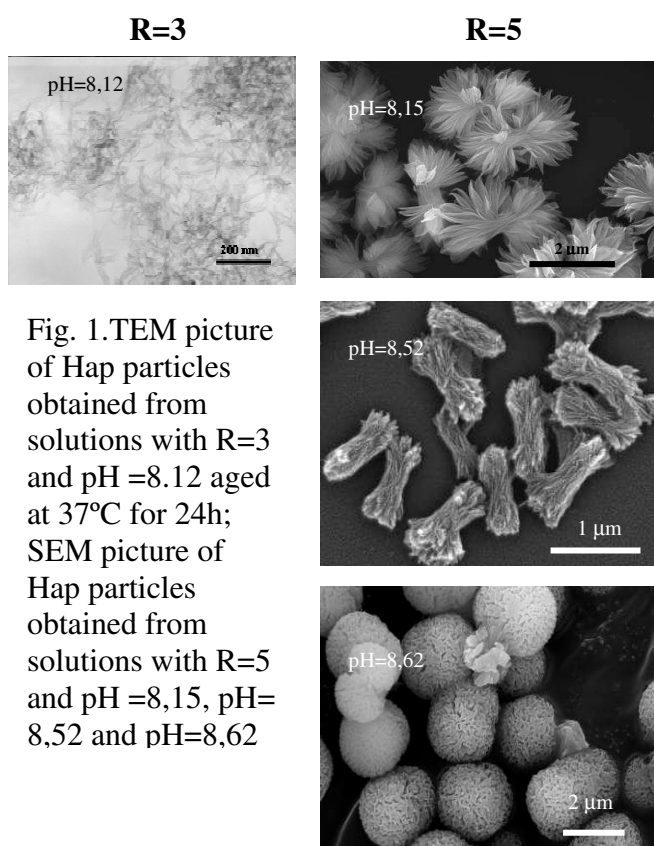 R=3
R=5
pH=8,12
200 nm
pH=8,15
2 µm
Fig. 1.TEM picture
of Hap particles
obtained from
solutions with R=3
and pH =8.12 aged
at 37ºC for 24h;
SEM picture of
Hap particles
obtained from
solutions with R=5
and pH =8,15, pH=
8,52 and pH=8,62
pH=8,52
1 µm
pH=8,62
2 µm